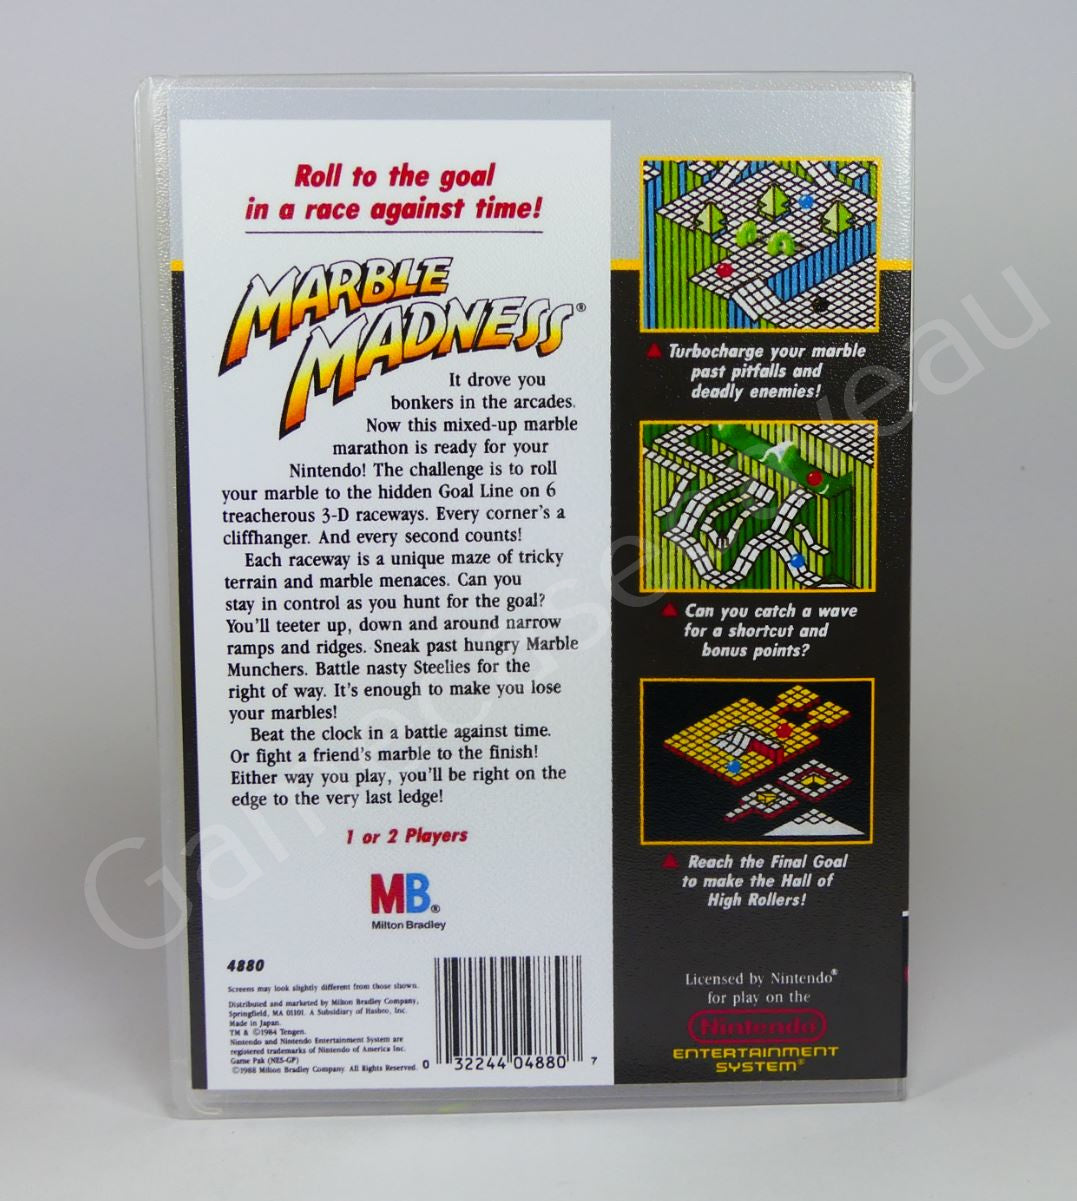 Roll to the goal
in a race against time!
MARBLE
MADNESS®
It drove you
bonkers in the arcades.
Now this mixed-up marble
marathon is ready for your
Nintendo! The challenge is to roll
your marble to the hidden Goal Line on 6
treacherous 3-D raceways. Every corner's a
cliffhanger. And every second counts!
Each raceway is a unique maze of tricky
terrain and marble menaces. Can you
stay in control as you hunt for the goal?
You'll teeter up, down and around narrow
ramps and ridges. Sneak past hungry Marble
Munchers. Battle nasty Steelies for the
right of way. It's enough to make you lose
your marbles!
Beat the clock in a battle against time.
Or fight a friend's marble to the finish!
Either way you play, you'll be right on the
edge to the very last ledge!
1 or 2 Players
MB®
Milton Bradley
4880
Screens may look slightly different from those shown.
Distributed and marketed by Milton Bradley Company,
Springfield, MA 01101. A Subsidiary of Hasbro, Inc.
Made in Japan.
TM & ©1984 Tengen.
Nintendo and Nintendo Entertainment System are
registered trademarks of Nintendo of America Inc.
Game Pak (NES-GP)
©1988 Milton Bradley Company. All Rights Reserved.
0 32244 04880 7
Turbocharge your marble
past pitfalls and
deadly enemies!
Can you catch a wave
for a shortcut and
bonus points?
Reach the Final Goal
to make the Hall of
High Rollers!
Licensed by Nintendo®
for play on the
Nintendo
ENTERTAINMENT
SYSTEM®